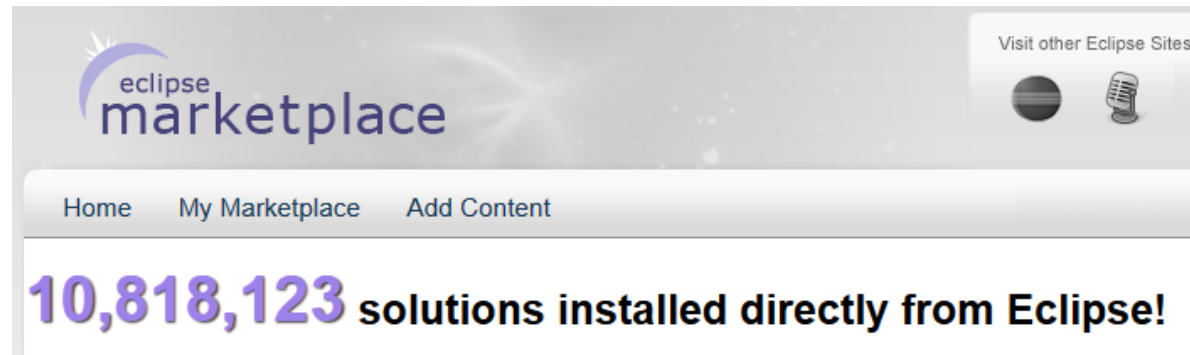 Visit other Eclipse Sites
eclipse
marketplace
Home My Marketplace Add Content
10,818,123 solutions installed directly from Eclipse!